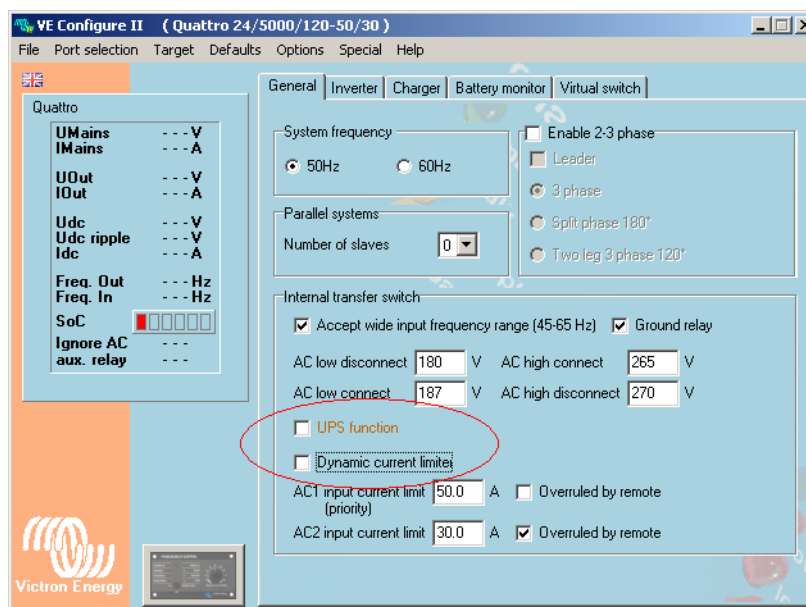 VE Configure II ( Quattro 24/5000/120-50/30 )
File Port selection Target Defaults Options Special Help
General Inverter Charger Battery monitor Virtual switch
Quattro
UMains - - - V
IMains - - - A
UOut - - - V
IOut - - - A
Udc - - - V
Udc ripple - - - V
Idc - - - A
Freq. Out - - - Hz
Freq. In - - - Hz
SoC
Ignore AC - - -
aux. relay - - -
System frequency
50Hz 60Hz
Parallel systems
Number of slaves 0
Enable 2-3 phase
Leader
3 phase
Split phase 180°
Two leg 3 phase 120°
Internal transfer switch
Accept wide input frequency range (45-65 Hz) Ground relay
AC low disconnect 180 V AC high connect 265 V
AC low connect 187 V AC high disconnect 270 V
UPS function
Dynamic current limiter
AC1 input current limit 50.0 A Overruled by remote
(priority)
AC2 input current limit 30.0 A Overruled by remote
Victron Energy